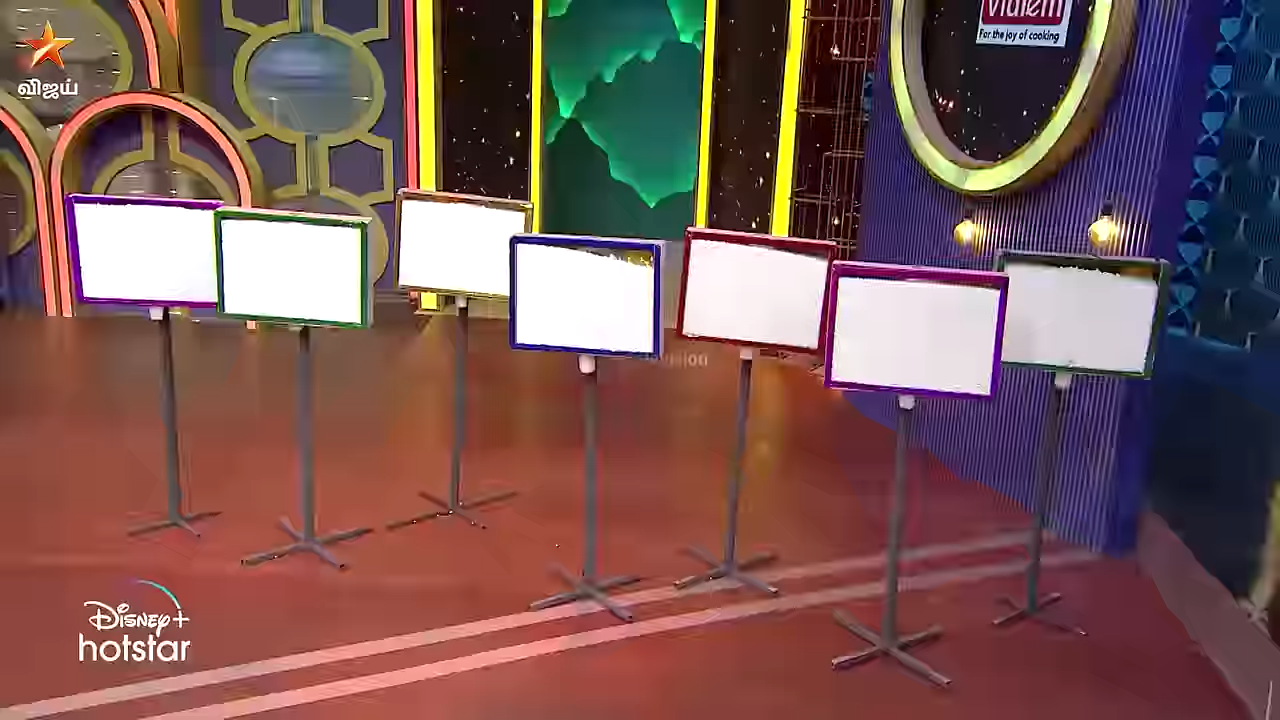 விஜய்
vidiem
For the joy of cooking
Disney+
hotstar